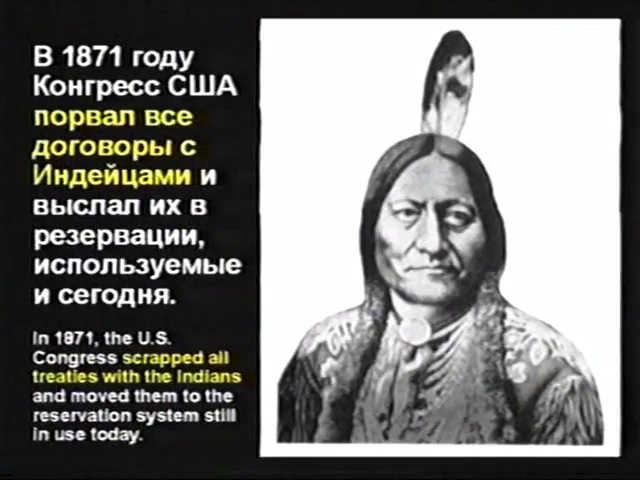 В 1871 году
Конгресс США
порвал все
договоры с
Индейцами и
выслал их в
резервации,
используемые
и сегодня.
In 1871, the U.S.
Congress scrapped all
treaties with the Indians
and moved them to the
reservation system still
in use today.